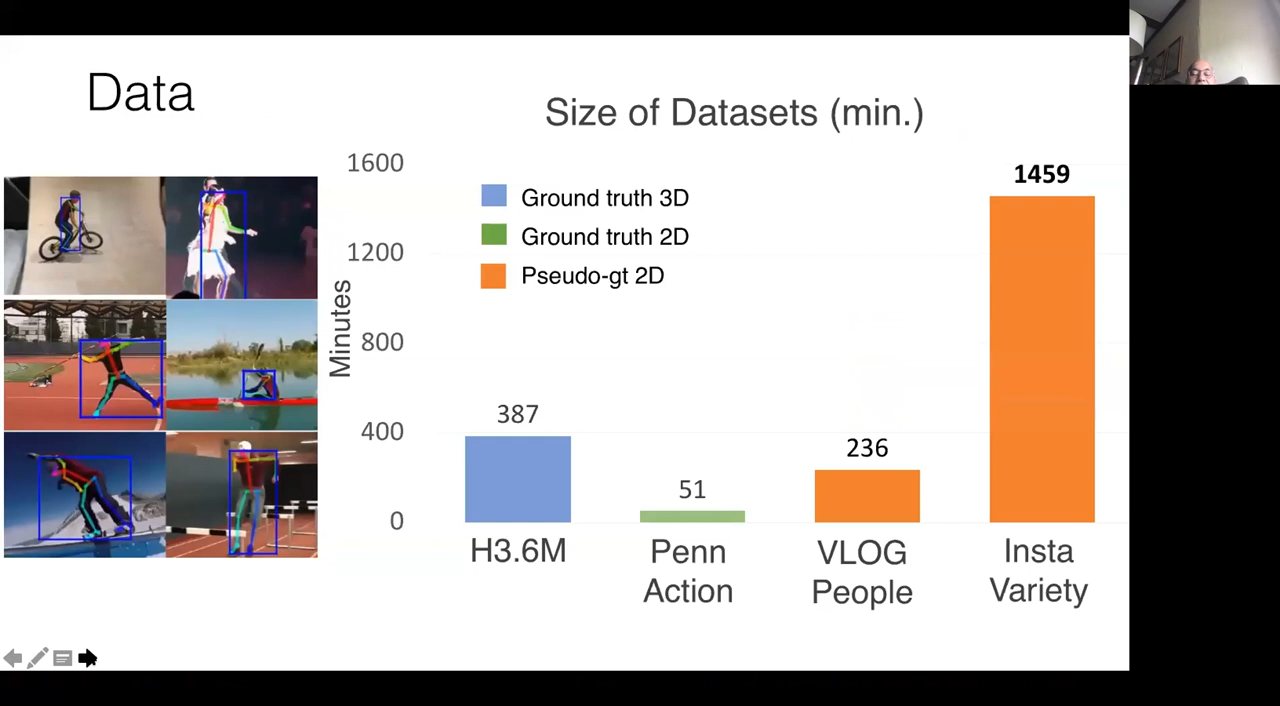 Data
Size of Datasets (min.)
1600
1200
800
400
0
Minutes
Ground truth 3D
Ground truth 2D
Pseudo-gt 2D
387
51
236
1459
H3.6M
Penn
Action
VLOG
People
Insta
Variety